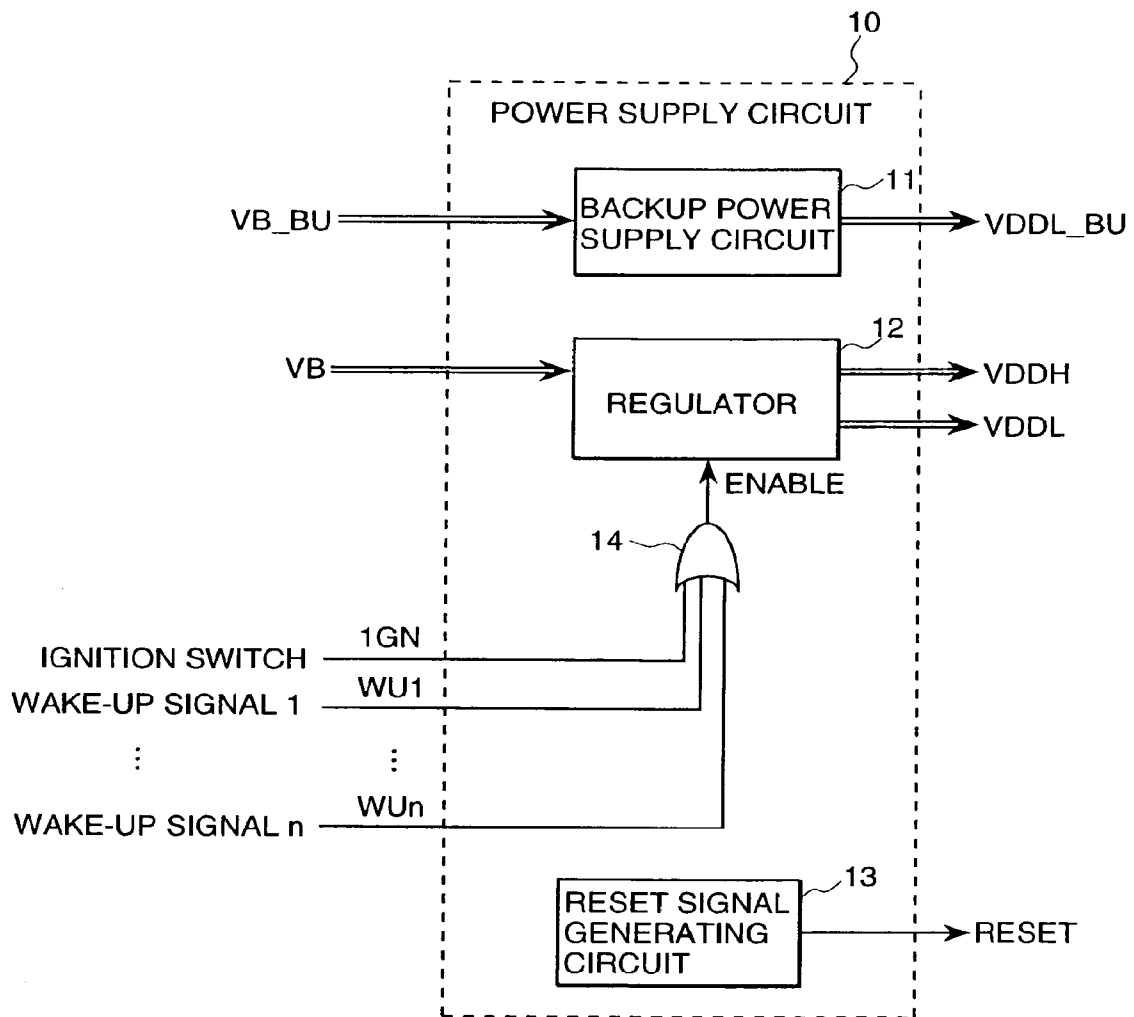 10
POWER SUPPLY CIRCUIT
11
VB_BU
BACKUP POWER
SUPPLY CIRCUIT
VDDL_BU
12
VB
REGULATOR
VDDH
VDDL
ENABLE
14
IGNITION SWITCH
1GN
WAKE-UP SIGNAL 1
WU1
⋮
⋮
WAKE-UP SIGNAL n
WUn
13
RESET SIGNAL
GENERATING
CIRCUIT
RESET